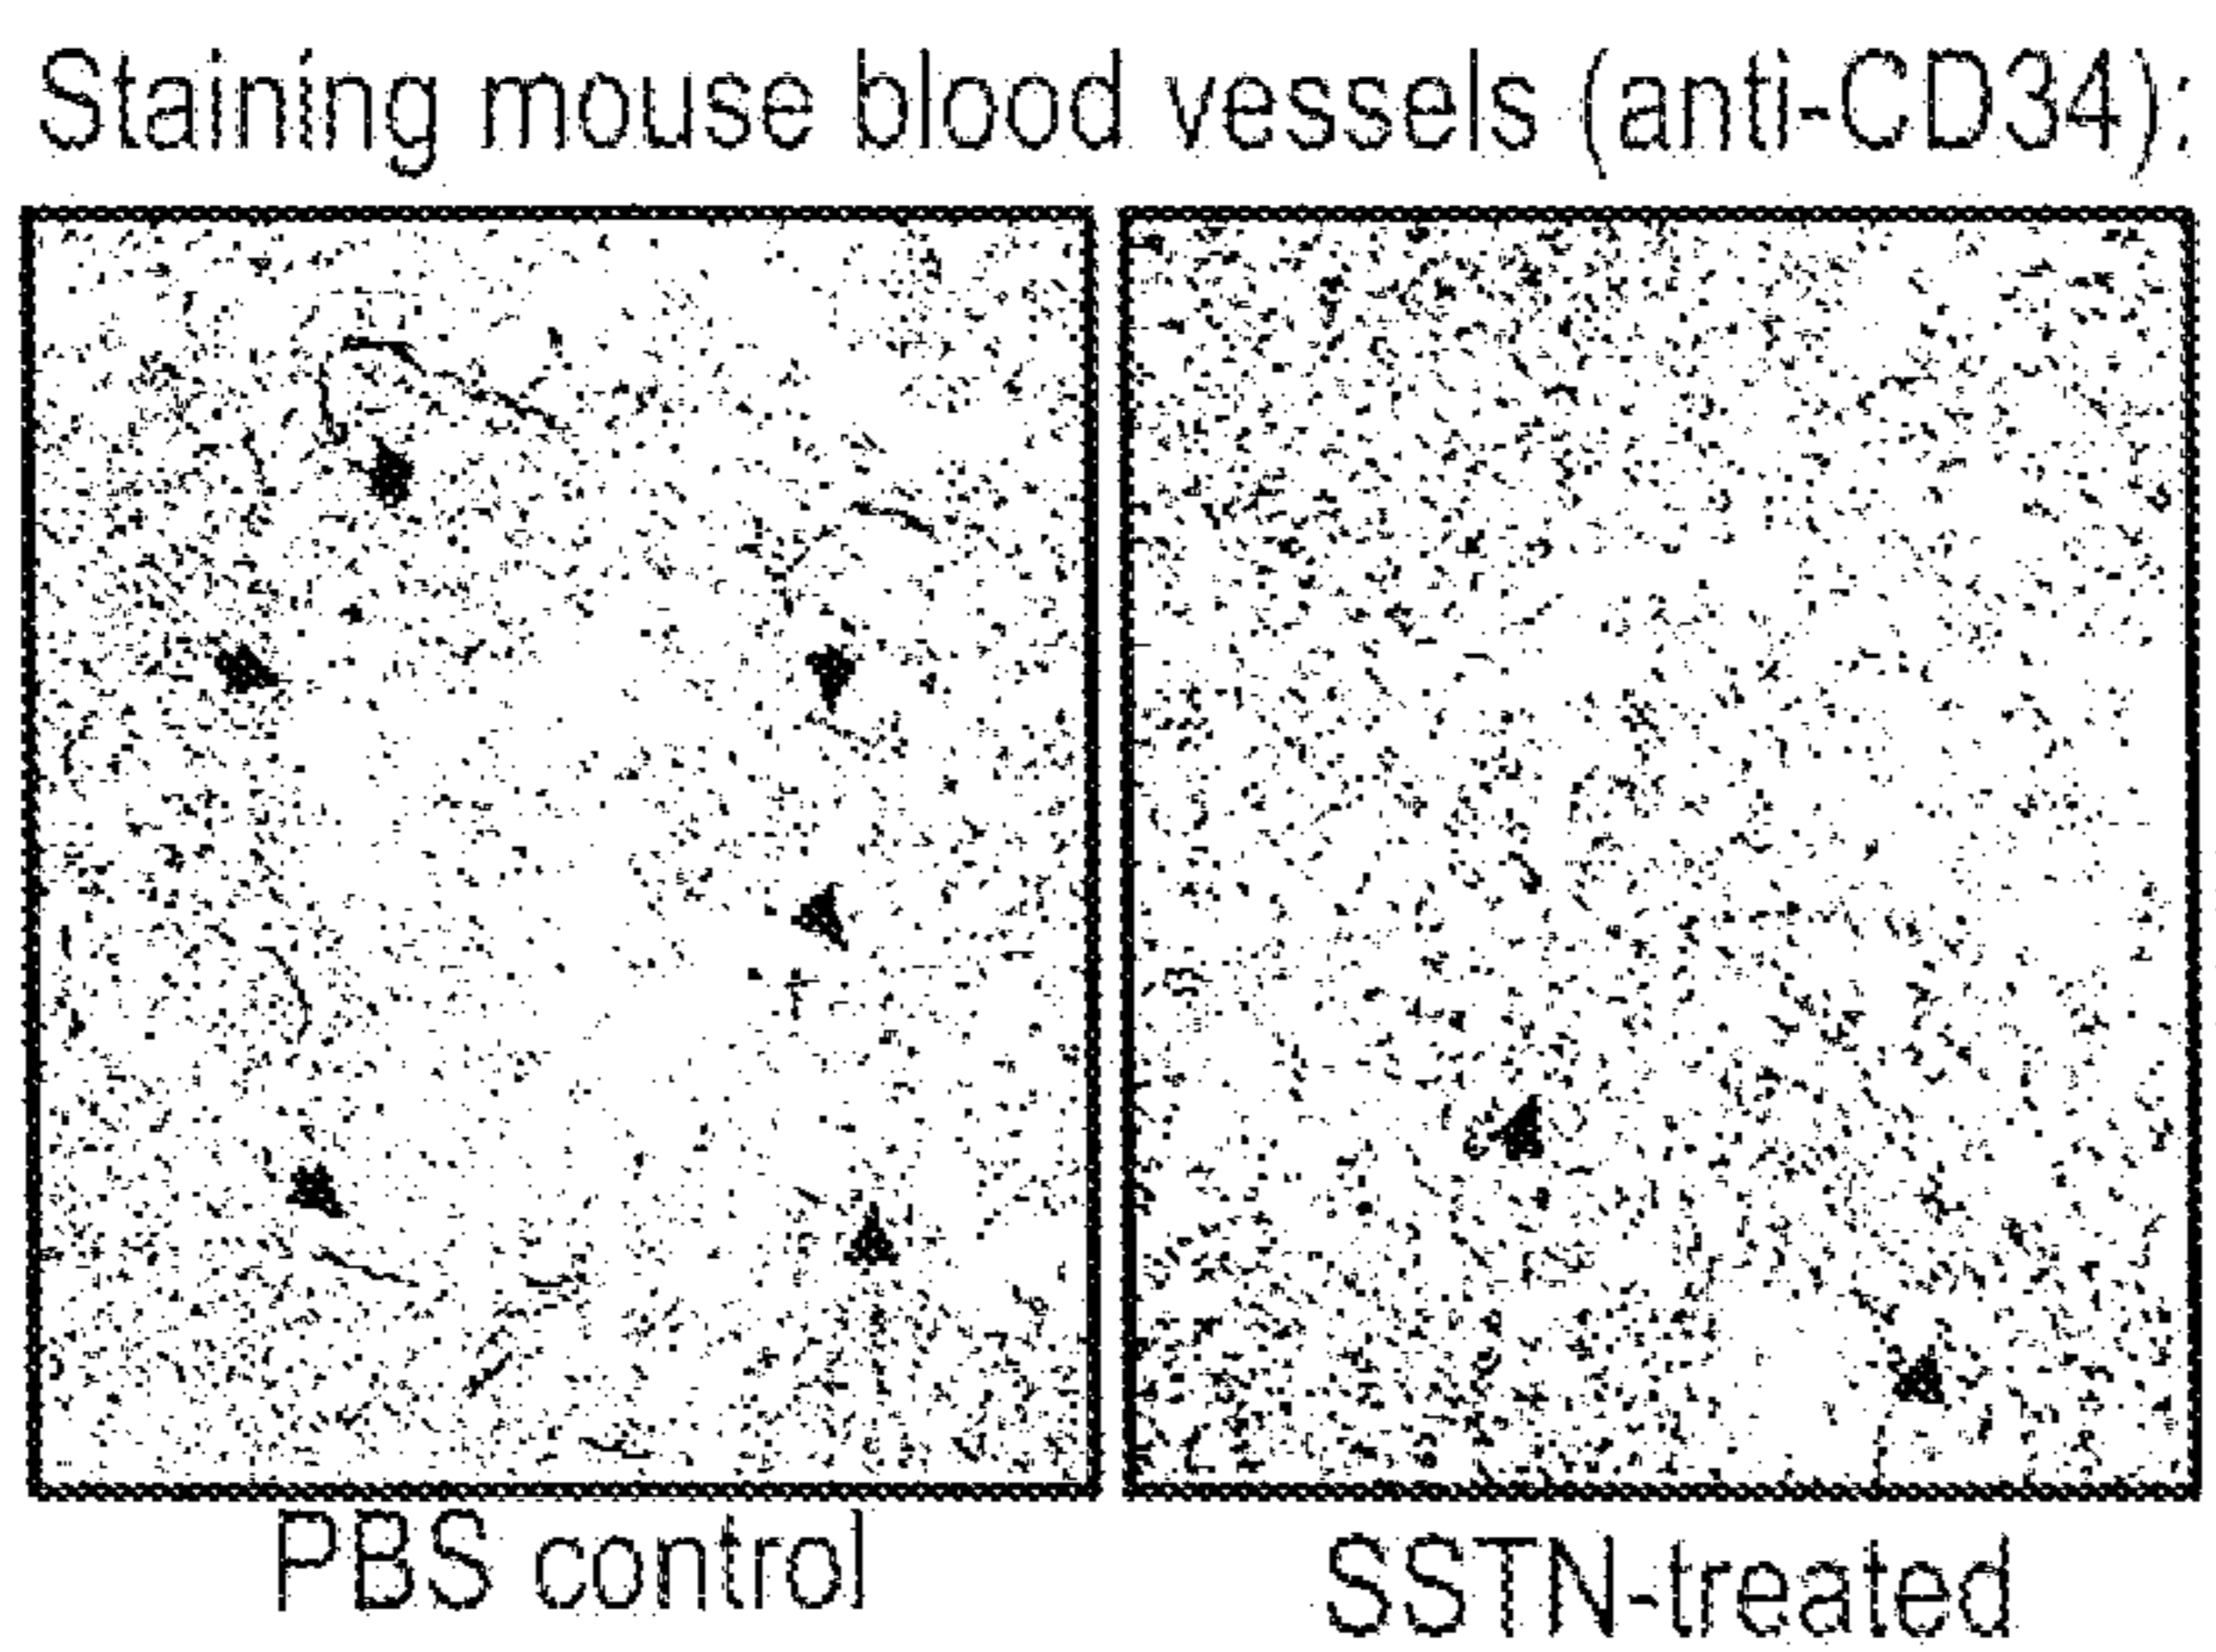 Staining mouse blood vessels (anti-CD34):
PBS control
SSTN-treated